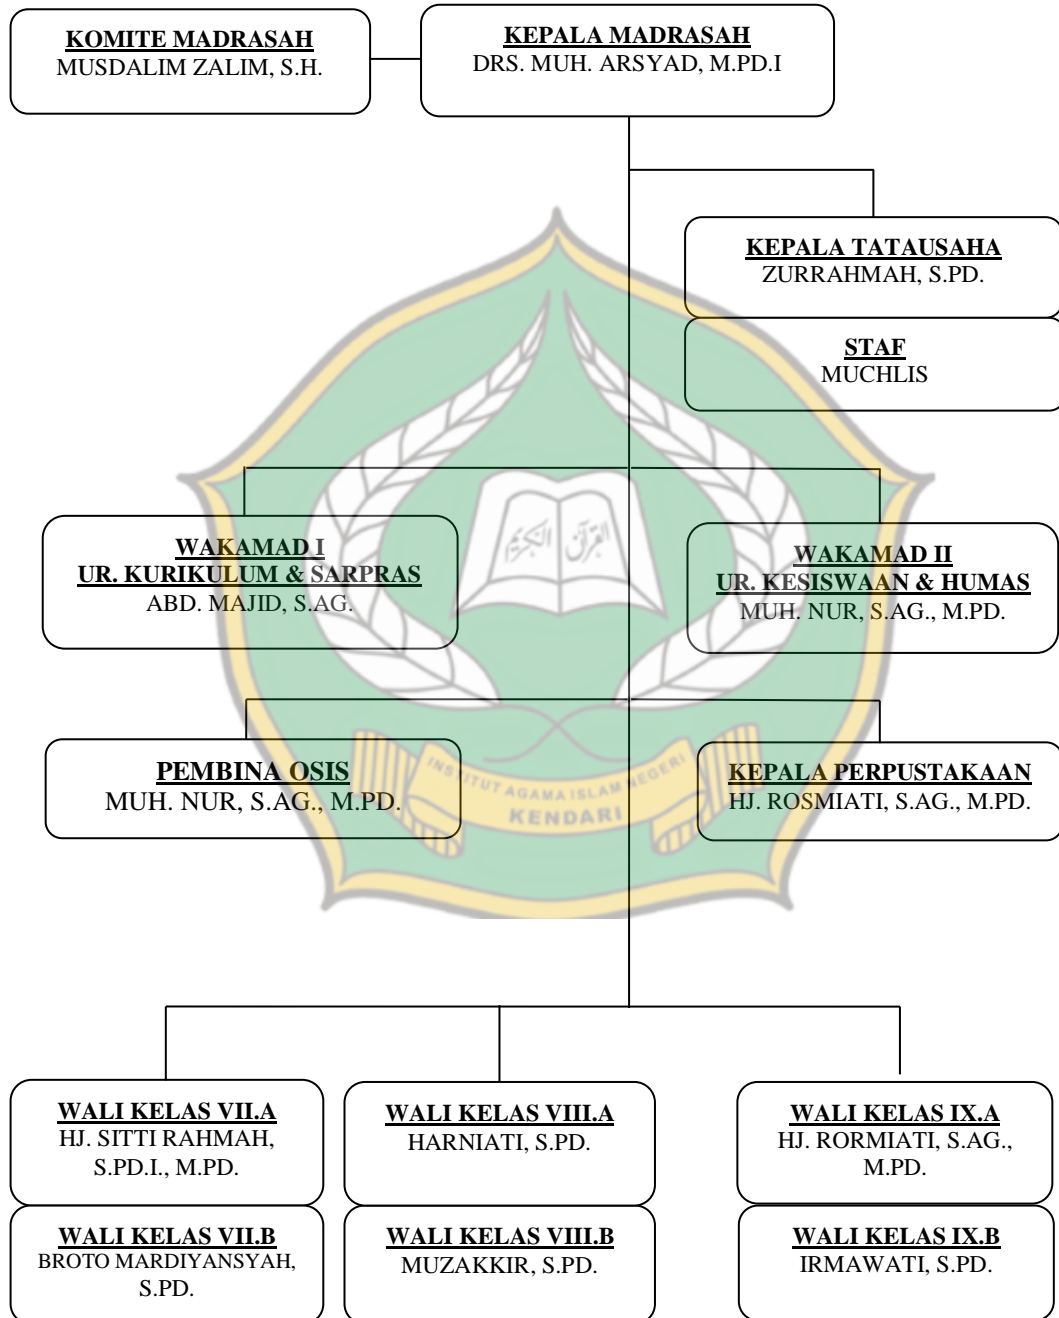 KOMITE MADRASAH
MUSDALIM ZALIM, S.H.
KEPALA MADRASAH
DRS. MUH. ARSYAD, M.PD.I
KEPALA TATAUSAHA
ZURRAHMAH, S.PD.
STAF
MUCHLIS
القرآن الكريم
WAKAMAD I
UR. KURIKULUM & SARPRAS
ABD. MAJID, S.AG.
WAKAMAD II
UR. KESISWAAN & HUMAS
MUH. NUR, S.AG., M.PD.
PEMBINA OSIS
MUH. NUR, S.AG., M.PD.
KEPALA PERPUSTAKAAN
HJ. ROSMIATI, S.AG., M.PD.
INSTITUT AGAMA ISLAM NEGERI
KENDARI
WALI KELAS VII.A
HJ. SITTI RAHMAH,
S.PD.I., M.PD.
WALI KELAS VIII.A
HARNIATI, S.PD.
WALI KELAS IX.A
HJ. RORMIATI, S.AG.,
M.PD.
WALI KELAS VII.B
BROTO MARDIYANSYAH,
S.PD.
WALI KELAS VIII.B
MUZAKKIR, S.PD.
WALI KELAS IX.B
IRMAWATI, S.PD.